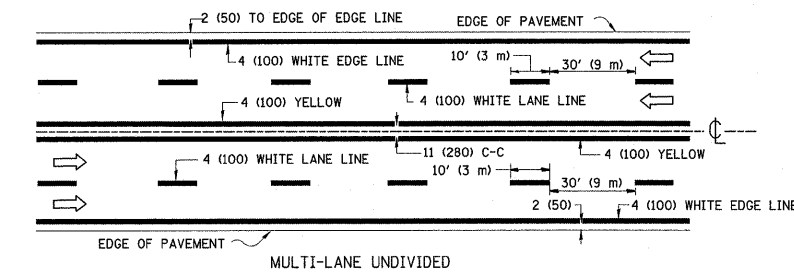 2 (50) TO EDGE OF EDGE LINE
EDGE OF PAVEMENT
4 (100) WHITE EDGE LINE
10' (3 m)
30' (9 m)
4 (100) YELLOW
4 (100) WHITE LANE LINE
℄
4 (100) WHITE LANE LINE
11 (280) C-C
4 (100) YELLOW
10' (3 m)
30' (9 m)
2 (50)
4 (100) WHITE EDGE LINE
EDGE OF PAVEMENT
MULTI-LANE UNDIVIDED